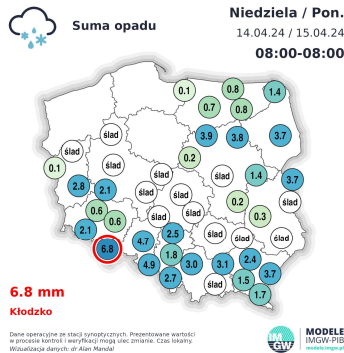 Suma opadu
Niedziela / Pon.
14.04.24 / 15.04.24
08:00-08:00
0.1
0.8
1.4
0.7
0.8
3.9
3.8
3.7
ślad
ślad
0.2
0.1
ślad
ślad
1.4
3.7
2.8
2.1
ślad
ślad
ślad
0.6
0.6
ślad
ślad
0.2
0.3
ślad
2.1
2.5
ślad
ślad
ślad
6.8
4.7
1.8
4.9
3.0
3.1
2.4
2.7
ślad
1.5
3.7
1.7
6.8 mm
Kłodzko
Dane operacyjne ze stacji synoptycznych. Prezentowane wartości
w procesie kontroli i weryfikacji mogą ulec zmianie. Czas lokalny.
Wizualizacja danych: dr Alan Mandal
IM
GW
MODELE
IMGW-PIB
modele.imgw.pl